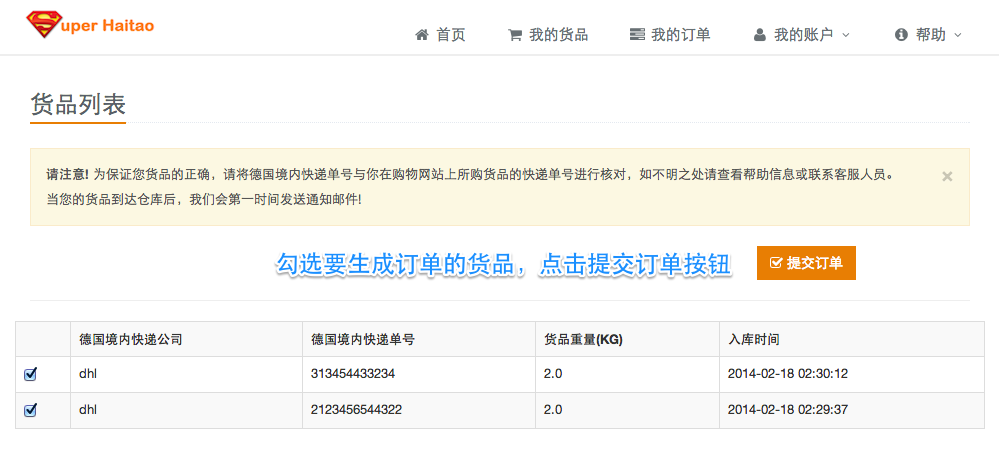 Super Haitao
首页 我的货品 我的订单 我的账户 帮助
货品列表
请注意! 为保证您货品的正确，请将德国境内快递单号与你在购物网站上所购货品的快递单号进行核对，如不明之处请查看帮助信息或联系客服人员。 ×
当您的货品到达仓库后，我们会第一时间发送通知邮件!
勾选要生成订单的货品，点击提交订单按钮 提交订单
德国境内快递公司 德国境内快递单号 货品重量(KG) 入库时间
dhl 313454433234 2.0 2014-02-18 02:30:12
dhl 2123456544322 2.0 2014-02-18 02:29:37